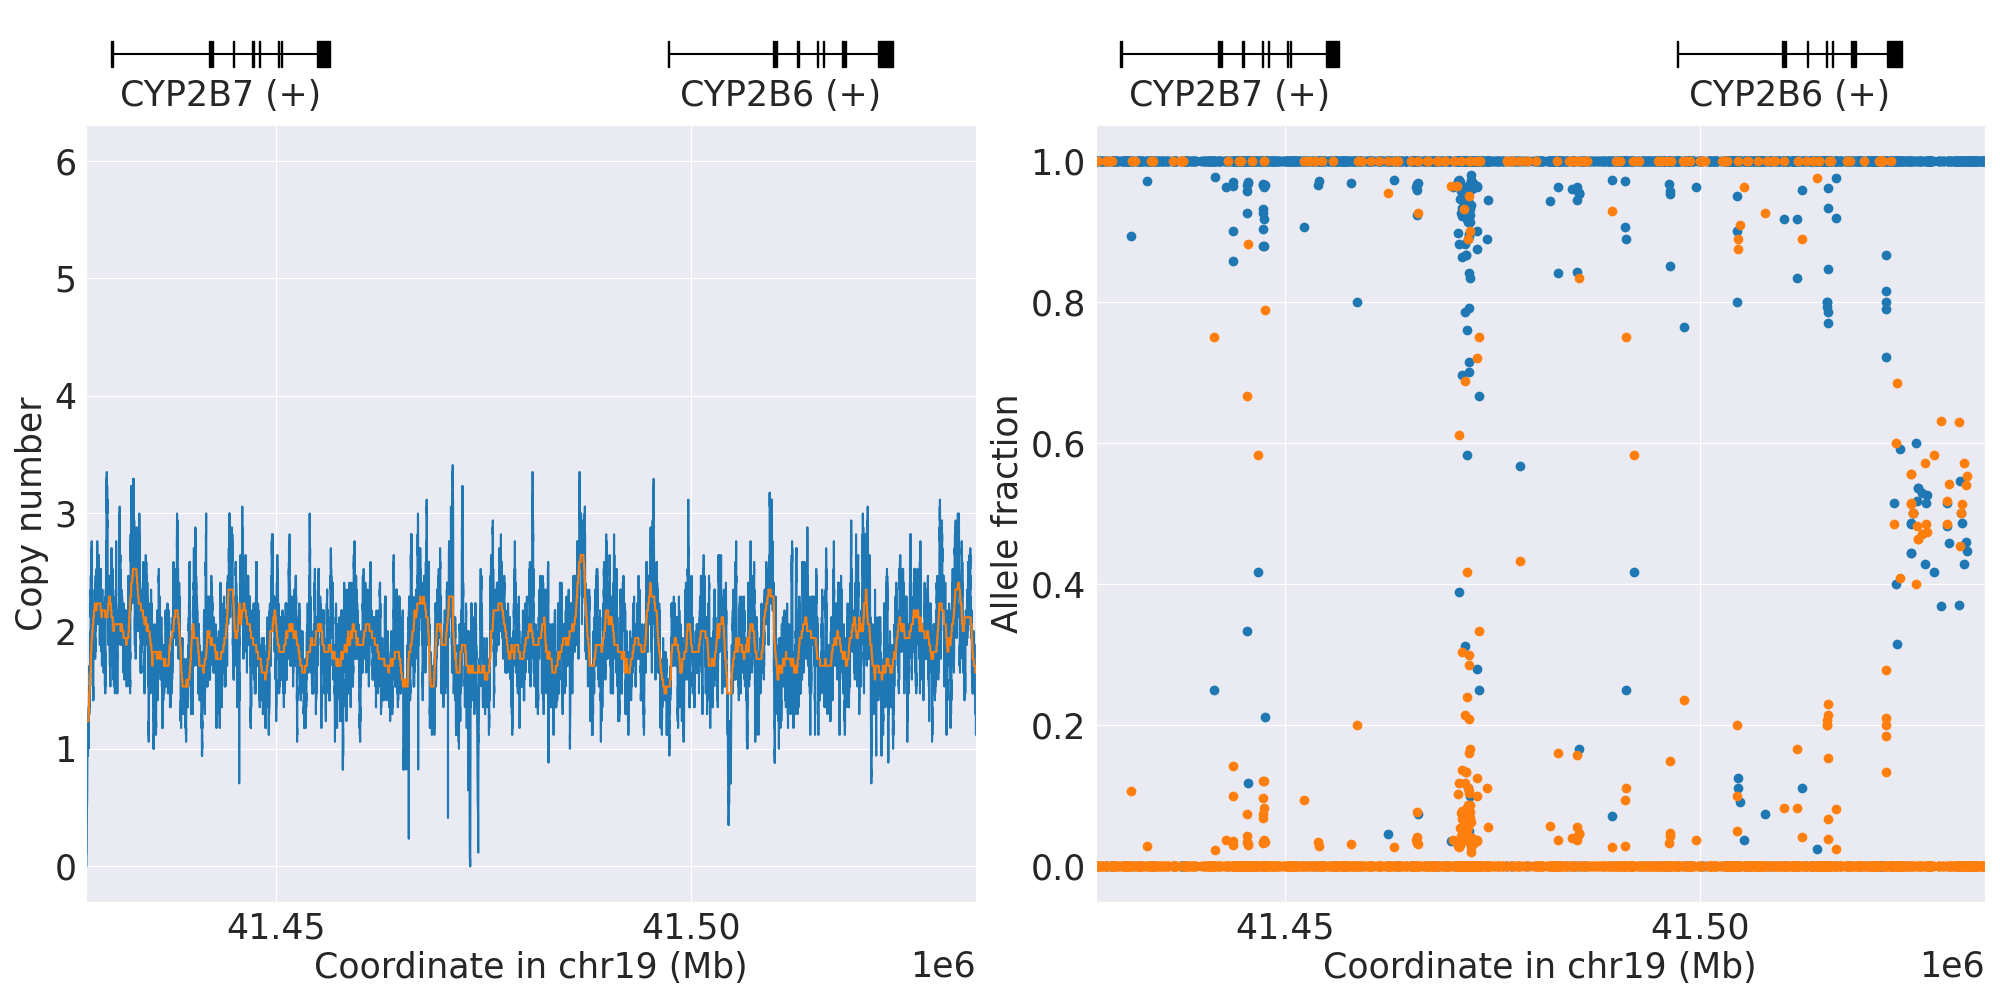 CYP2B7 (+)
CYP2B6 (+)
CYP2B7 (+)
CYP2B6 (+)
6
5
4
3
2
1
0
Copy number
41.45
41.50
Coordinate in chr19 (Mb)
1e6
1.0
0.8
0.6
0.4
0.2
0.0
Allele fraction
41.45
41.50
Coordinate in chr19 (Mb)
1e6